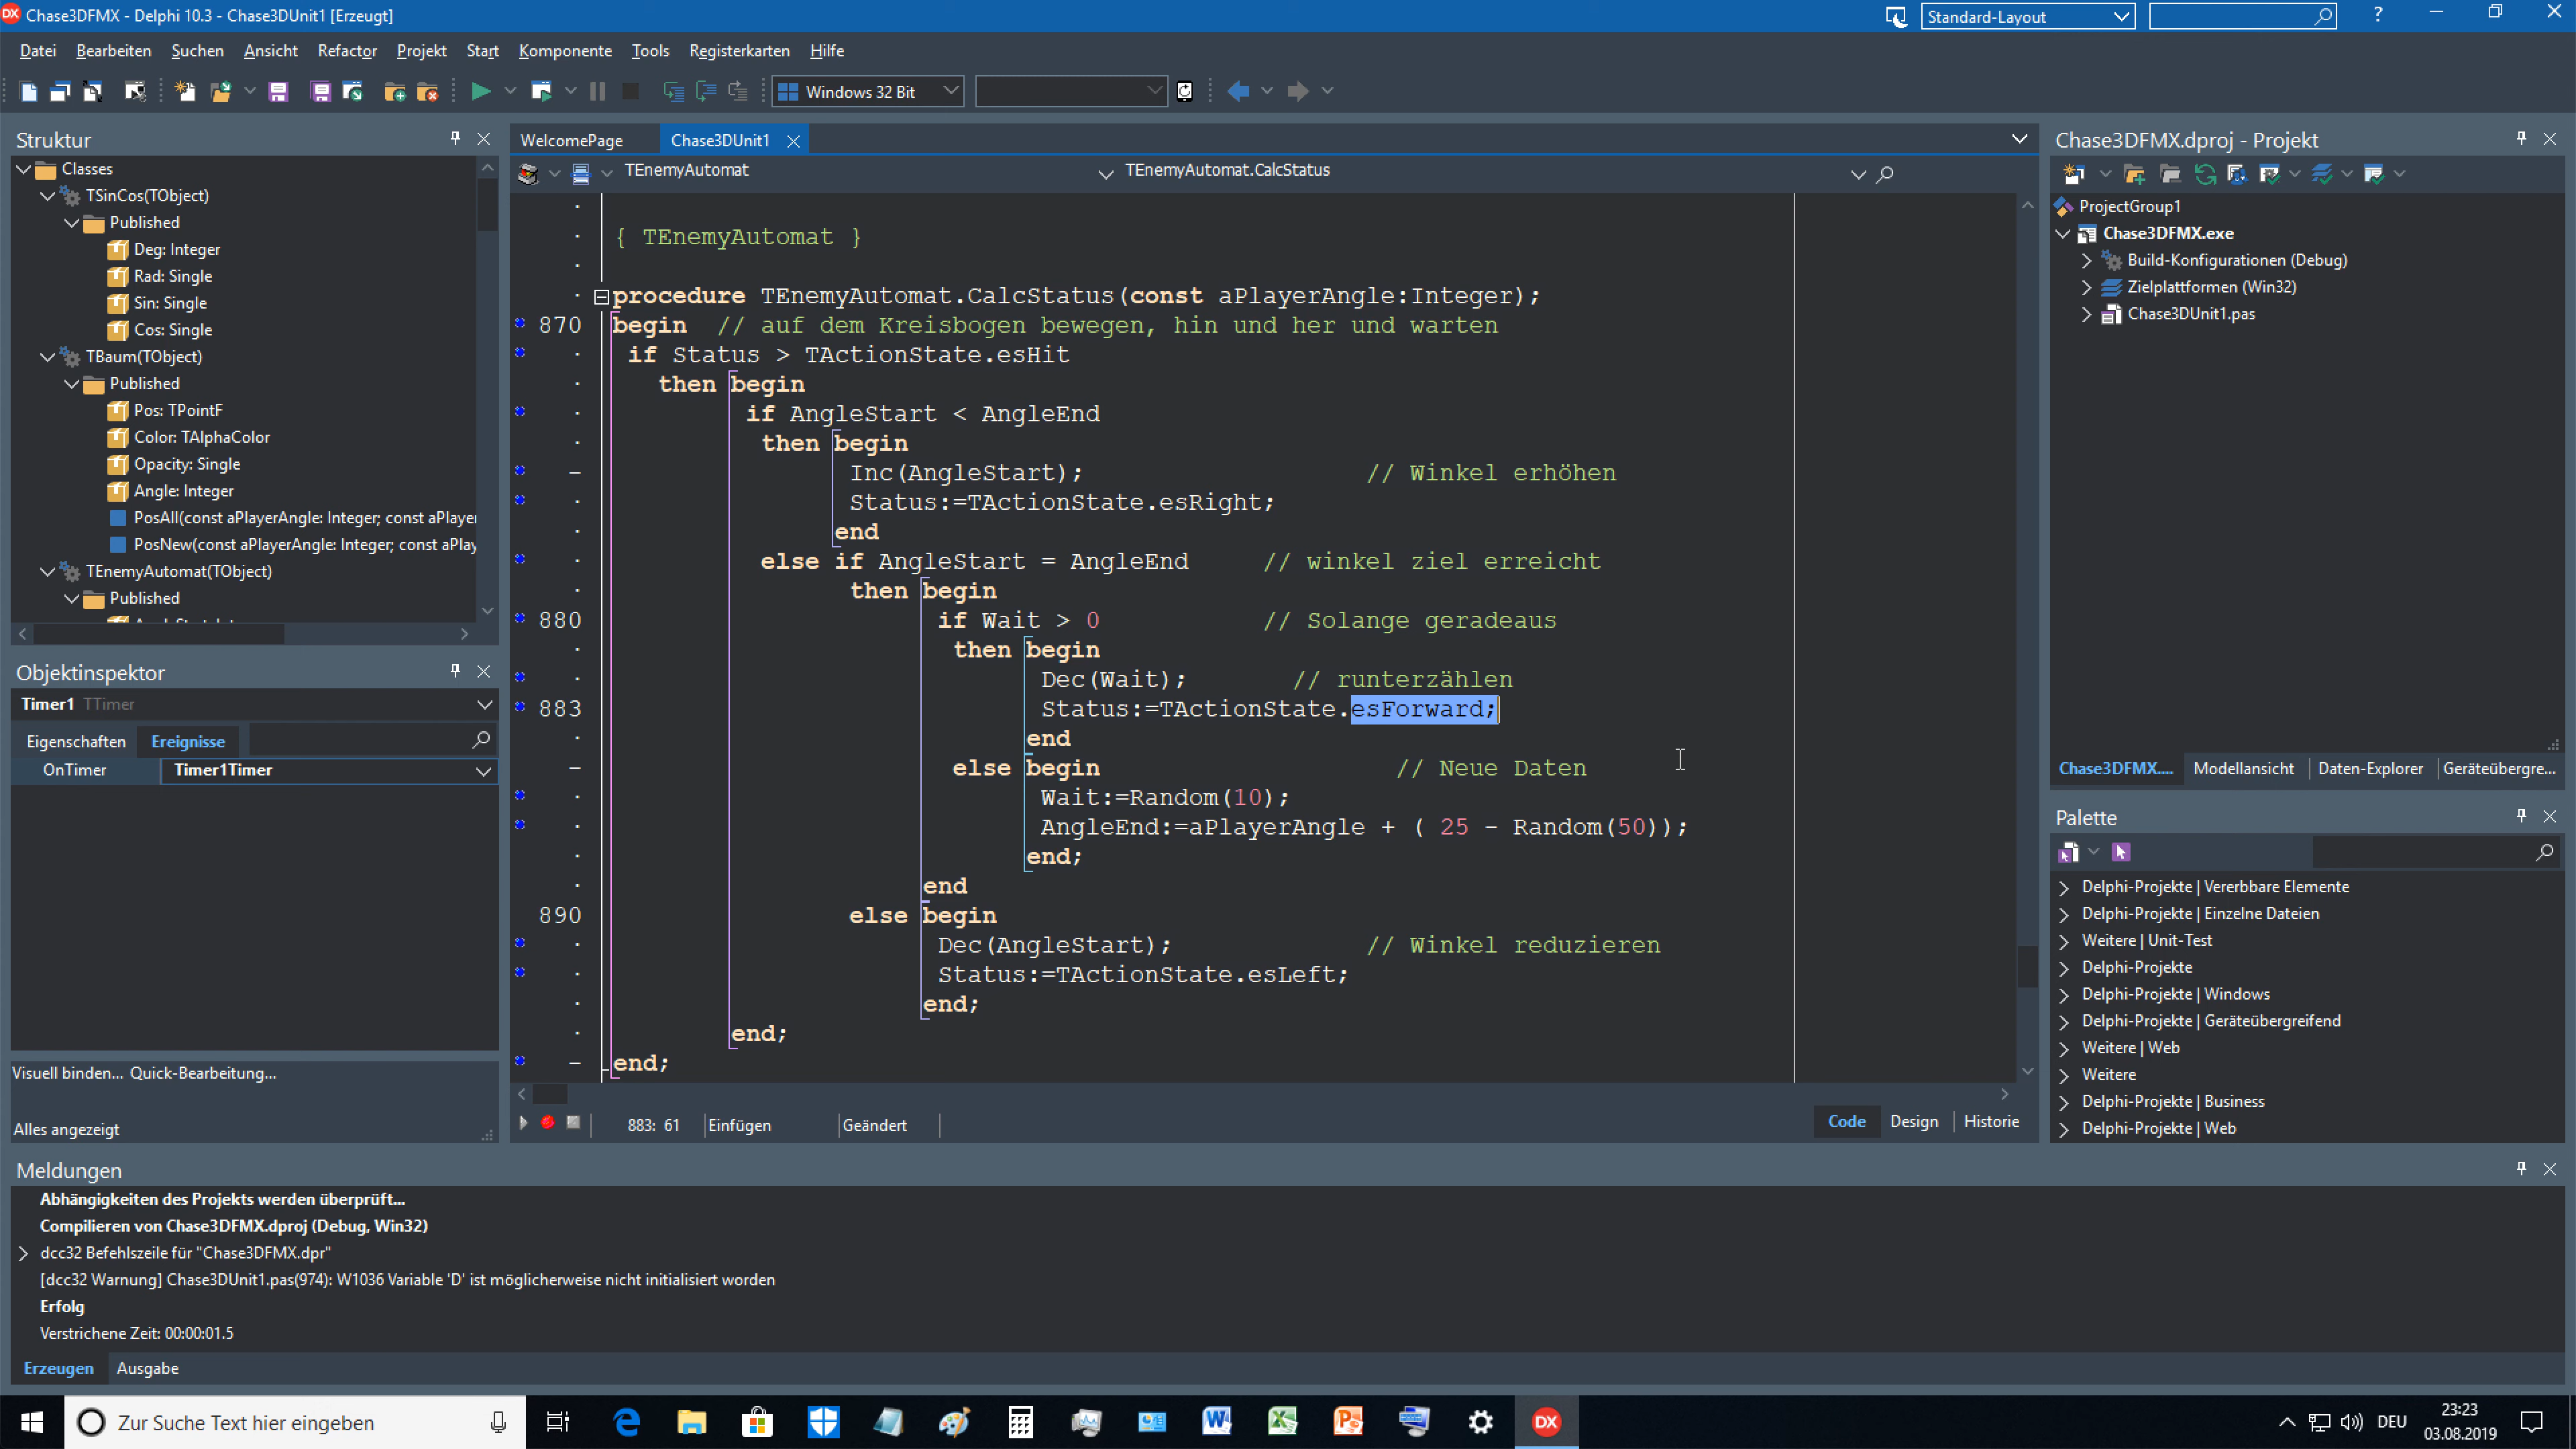 Chase3DFMX - Delphi 10.3 - Chase3DUnit1 [Erzeugt]
Standard-Layout
?
Datei Bearbeiten Suchen Ansicht Refactor Projekt Start Komponente Tools Registerkarten Hilfe
Windows 32 Bit
Struktur
Classes
TSinCos(TObject)
Published
Deg: Integer
Rad: Single
Sin: Single
Cos: Single
TBaum(TObject)
Published
Pos: TPointF
Color: TAlphaColor
Opacity: Single
Angle: Integer
PosAll(const aPlayerAngle: Integer; const aPlayer
PosNew(const aPlayerAngle: Integer; const aPlay
TEnemyAutomat(TObject)
Published
Objektinspektor
Timer1 TTimer
Eigenschaften Ereignisse
OnTimer Timer1Timer
Visuell binden... Quick-Bearbeitung...
Alles angezeigt
WelcomePage Chase3DUnit1
TEnemyAutomat TEnemyAutomat.CalcStatus
{ TEnemyAutomat }
procedure TEnemyAutomat.CalcStatus(const aPlayerAngle:Integer);
870 begin // auf dem Kreisbogen bewegen, hin und her und warten
if Status > TActionState.esHit
then begin
if AngleStart < AngleEnd
then begin
Inc(AngleStart); // Winkel erhöhen
Status:=TActionState.esRight;
end
else if AngleStart = AngleEnd // winkel ziel erreicht
then begin
880 if Wait > 0 // Solange geradeaus
then begin
Dec(Wait); // runterzählen
883 Status:=TActionState.esForward;
end
else begin // Neue Daten
Wait:=Random(10);
AngleEnd:=aPlayerAngle + ( 25 - Random(50));
end;
end
890 else begin
Dec(AngleStart); // Winkel reduzieren
Status:=TActionState.esLeft;
end;
end;
end;
883: 61 Einfügen Geändert
Code Design Historie
Chase3DFMX.dproj - Projekt
ProjectGroup1
Chase3DFMX.exe
Build-Konfigurationen (Debug)
Zielplattformen (Win32)
Chase3DUnit1.pas
Chase3DFMX.... Modellansicht Daten-Explorer Geräteübergre...
Palette
Delphi-Projekte | Vererbbare Elemente
Delphi-Projekte | Einzelne Dateien
Weitere | Unit-Test
Delphi-Projekte
Delphi-Projekte | Windows
Delphi-Projekte | Geräteübergreifend
Weitere | Web
Weitere
Delphi-Projekte | Business
Delphi-Projekte | Web
Meldungen
Abhängigkeiten des Projekts werden überprüft...
Compilieren von Chase3DFMX.dproj (Debug, Win32)
dcc32 Befehlszeile für "Chase3DFMX.dpr"
[dcc32 Warnung] Chase3DUnit1.pas(974): W1036 Variable 'D' ist möglicherweise nicht initialisiert worden
Erfolg
Verstrichene Zeit: 00:00:01.5
Erzeugen Ausgabe
Zur Suche Text hier eingeben
DX
DEU
23:23
03.08.2019